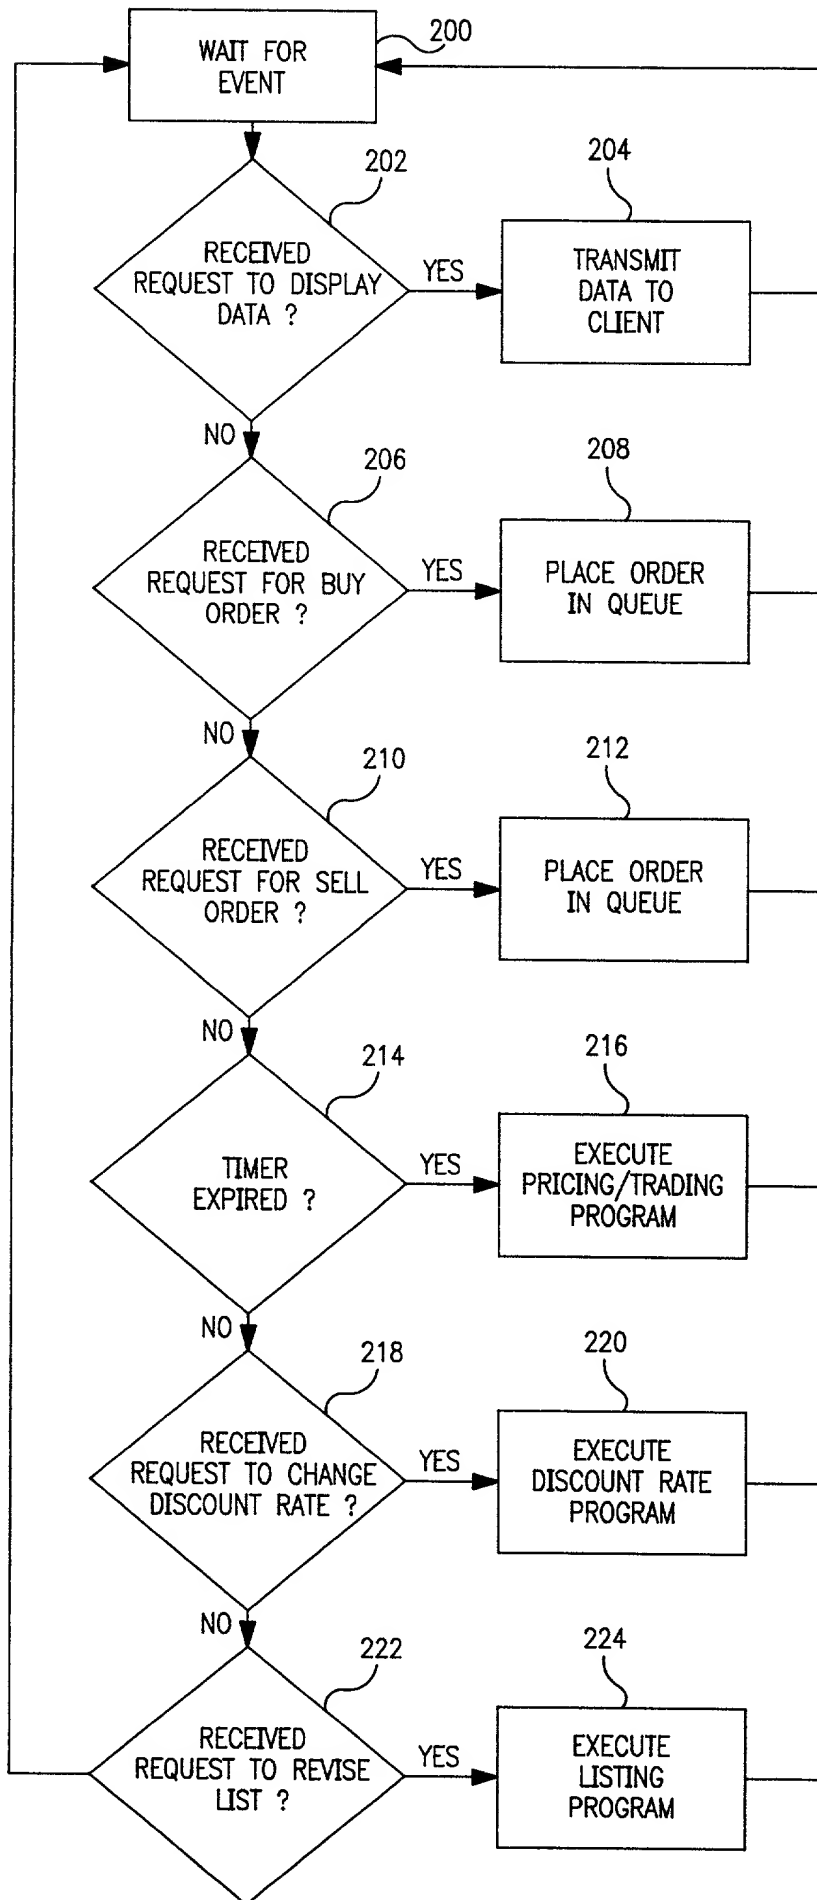 200
WAIT FOR
EVENT
202
RECEIVED
REQUEST TO DISPLAY
DATA ?
YES
204
TRANSMIT
DATA TO
CLIENT
NO
206
RECEIVED
REQUEST FOR BUY
ORDER ?
YES
208
PLACE ORDER
IN QUEUE
NO
210
RECEIVED
REQUEST FOR SELL
ORDER ?
YES
212
PLACE ORDER
IN QUEUE
NO
214
TIMER
EXPIRED ?
YES
216
EXECUTE
PRICING/TRADING
PROGRAM
NO
218
RECEIVED
REQUEST TO CHANGE
DISCOUNT RATE ?
YES
220
EXECUTE
DISCOUNT RATE
PROGRAM
NO
222
RECEIVED
REQUEST TO REVISE
LIST ?
YES
224
EXECUTE
LISTING
PROGRAM